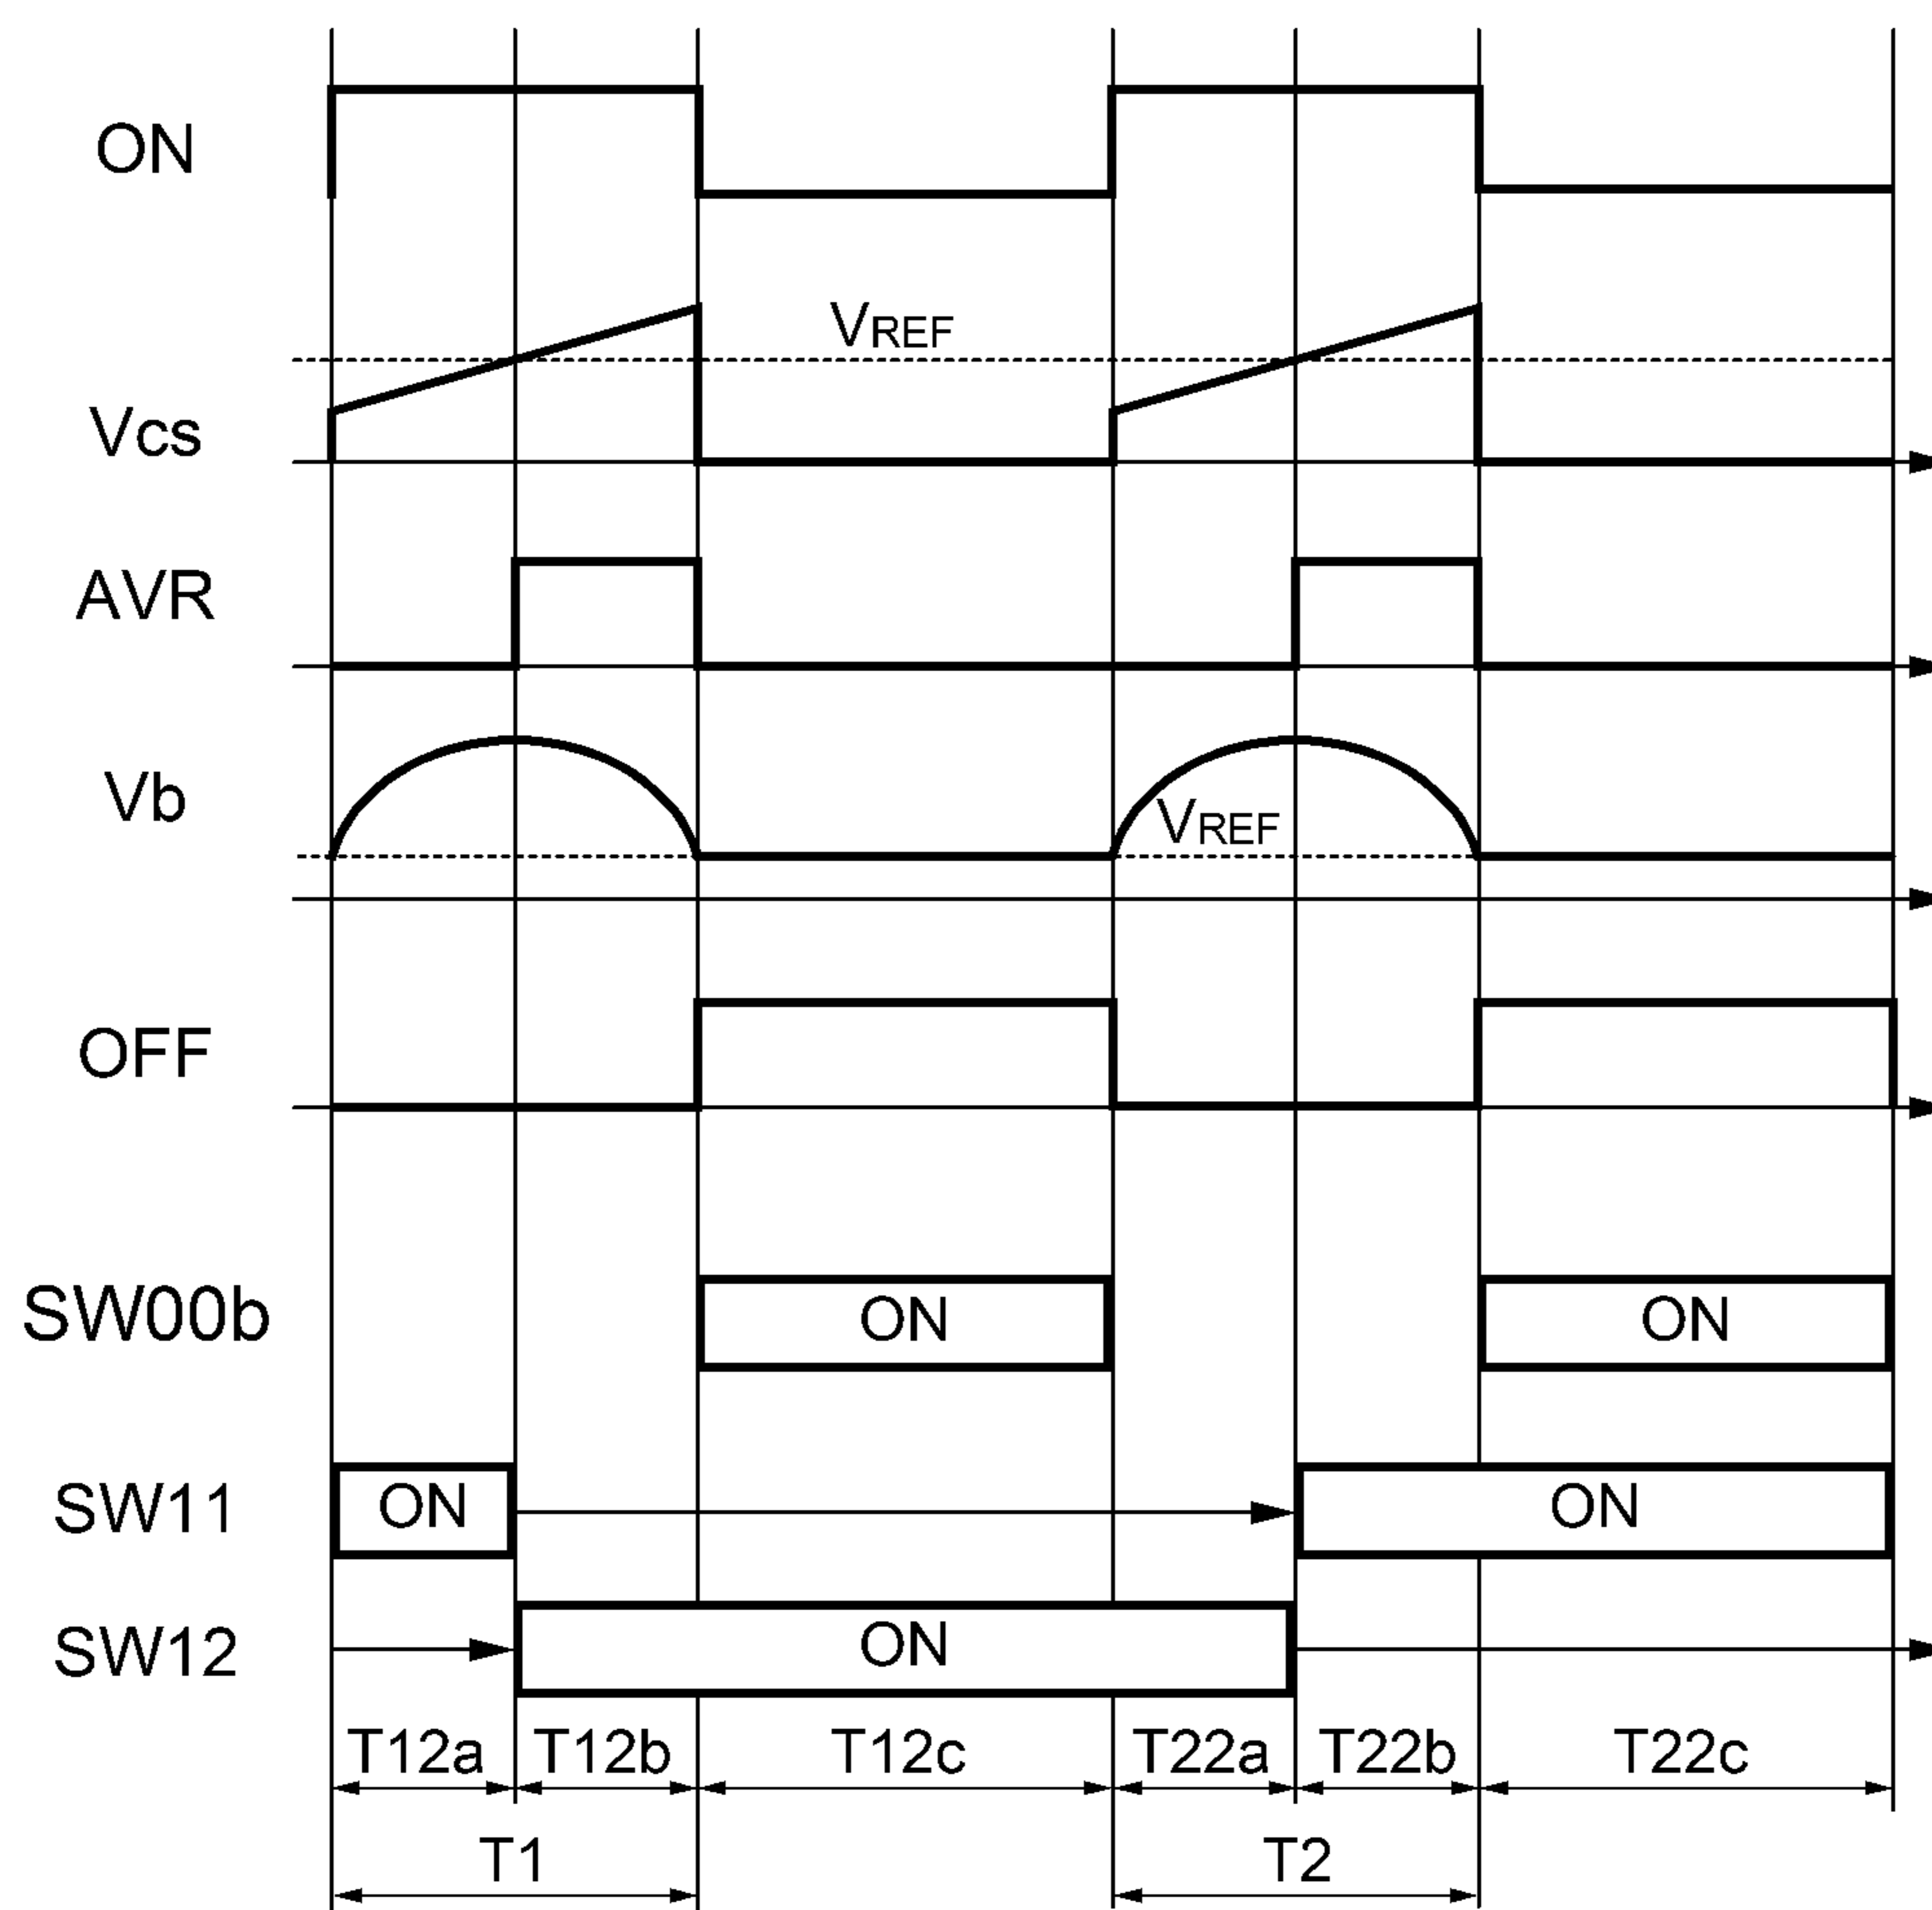 ON
VREF
Vcs
AVR
Vb
VREF
OFF
SW00b
ON
ON
SW11
ON
ON
SW12
ON
T12a
T12b
T12c
T22a
T22b
T22c
T1
T2